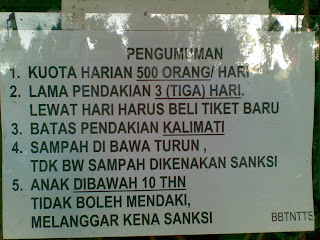 PENGUMUMAN
1. KUOTA HARIAN 500 ORANG/ HARI
2. LAMA PENDAKIAN 3 (TIGA) HARI.
LEWAT HARI HARUS BELI TIKET BARU
3. BATAS PENDAKIAN KALIMATI
4. SAMPAH DI BAWA TURUN ,
TDK BW SAMPAH DIKENAKAN SANKSI
5. ANAK DIBAWAH 10 THN
TIDAK BOLEH MENDAKI,
MELANGGAR KENA SANKSI
BBTNTTS